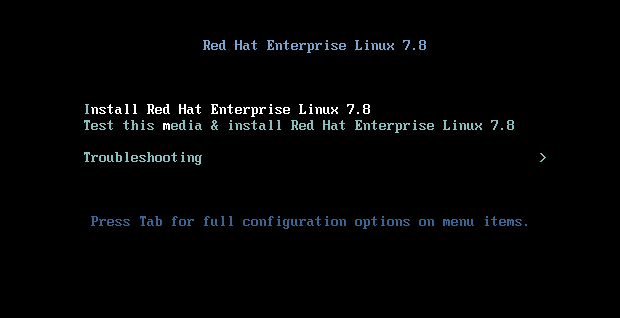 Red Hat Enterprise Linux 7.8
Install Red Hat Enterprise Linux 7.8
Test this media & install Red Hat Enterprise Linux 7.8
Troubleshooting >
Press Tab for full configuration options on menu items.